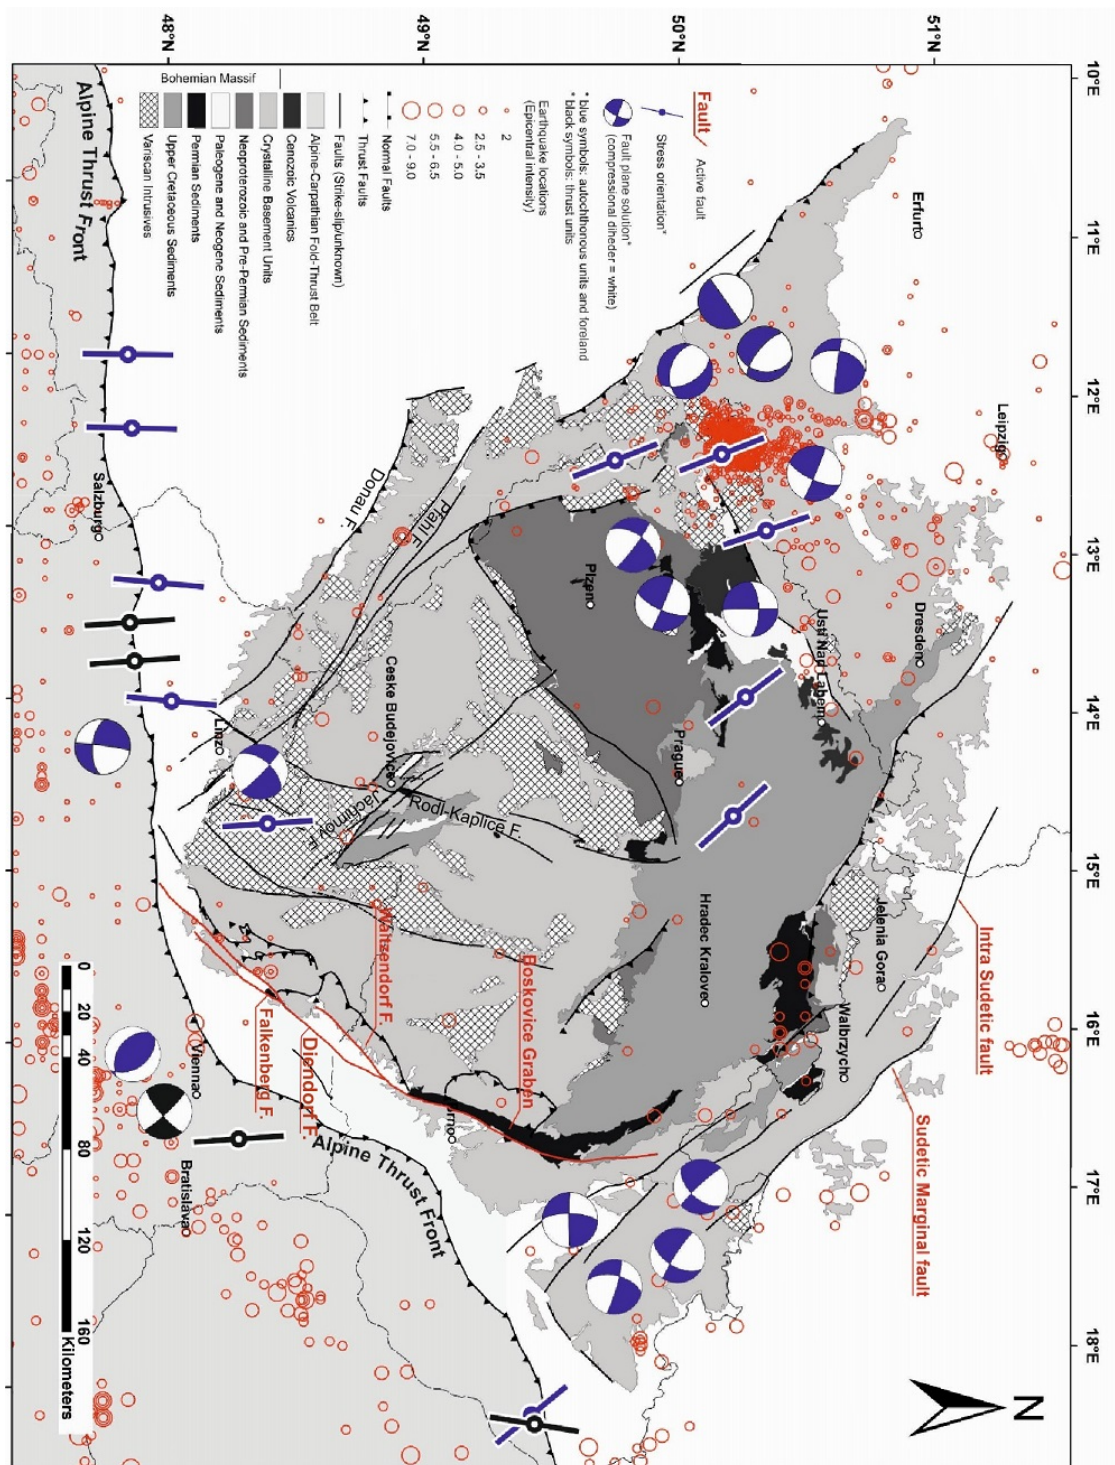 10°E
11°E
12°E
13°E
14°E
15°E
16°E
17°E
18°E
51°N
50°N
49°N
48°N
N
Erfurt
Leipzig
Dresden
Usti Nad Labem
Jelenia Gora
Walbrzych
Intra Sudetic fault
Sudetic Marginal fault
Plzen
Prague
Hradec Kralove
Ceske Budejovice
Rodl-Kaplice F.
Jachimov F.
Pfahl F.
Donau F.
Linz
Salzburg
Waitzendorf F.
Boskovice Graben
Diendorf F.
Falkenberg F.
rno
Vienna
Bratislava
Alpine Thrust Front
Alpine Thrust Front
Fault
Active fault
Stress orientation*
Fault plane solution*
(compressional diheder = white)
* blue symbols: autochthonous units and foreland
* black symbols: thrust units
Earthquake locations
(Epicentral intensity)
2
2.5 - 3.5
4.0 - 5.0
5.5 - 6.5
7.0 - 9.0
Normal Faults
Thrust Faults
Faults (Strike-slip/unknown)
Alpine-Carpathian Fold-Thrust Belt
Cenozoic Volcanics
Crystalline Basement Units
Neoproterozoic and Pre-Permian Sediments
Paleogene and Neogene Sediments
Permian Sediments
Upper Cretaceous Sediments
Variscan Intrusives
Bohemian Massif
0 20 40 80 120 160
Kilometers